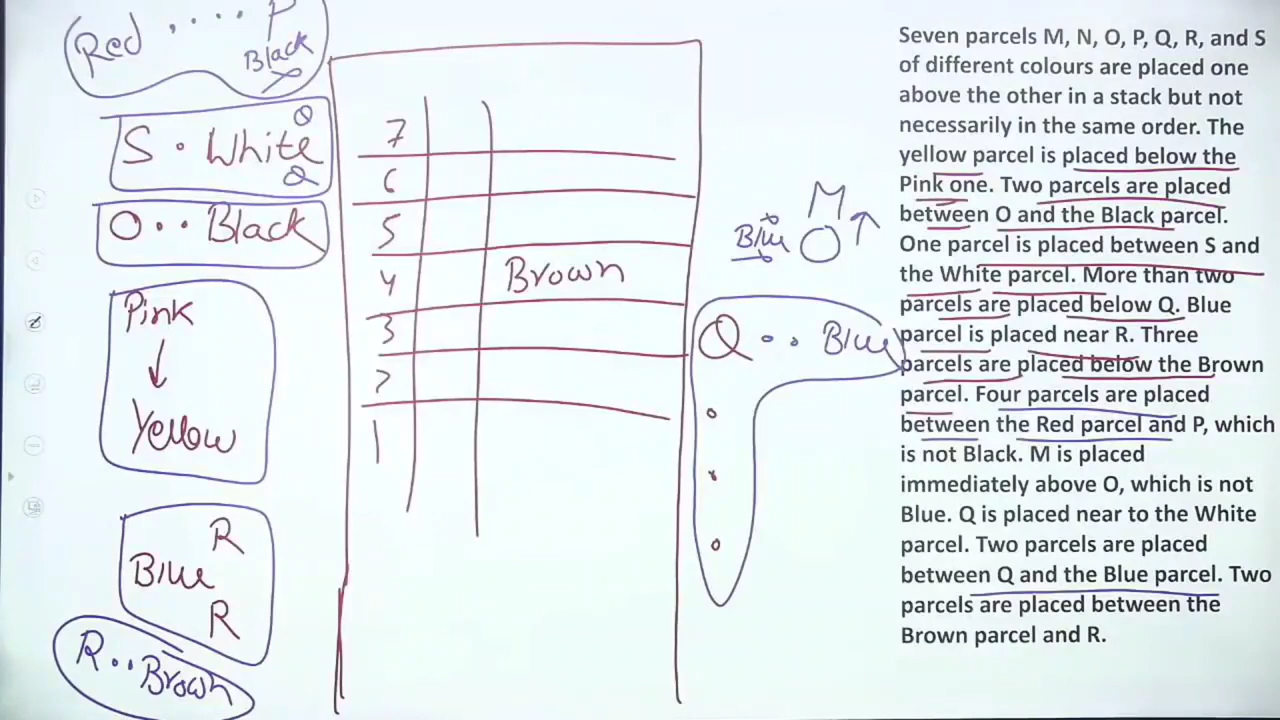 Red .... P
Black
S . White Q
Q
O .. Black
Pink
↓
Yellow
R
Blue
R
R .. Brown
7
6
5
4 Brown
3
2
1
M
Blue O ↑
Q .. Blue
Seven parcels M, N, O, P, Q, R, and S
of different colours are placed one
above the other in a stack but not
necessarily in the same order. The
yellow parcel is placed below the
Pink one. Two parcels are placed
between O and the Black parcel.
One parcel is placed between S and
the White parcel. More than two
parcels are placed below Q. Blue
parcel is placed near R. Three
parcels are placed below the Brown
parcel. Four parcels are placed
between the Red parcel and P, which
is not Black. M is placed
immediately above O, which is not
Blue. Q is placed near to the White
parcel. Two parcels are placed
between Q and the Blue parcel. Two
parcels are placed between the
Brown parcel and R.